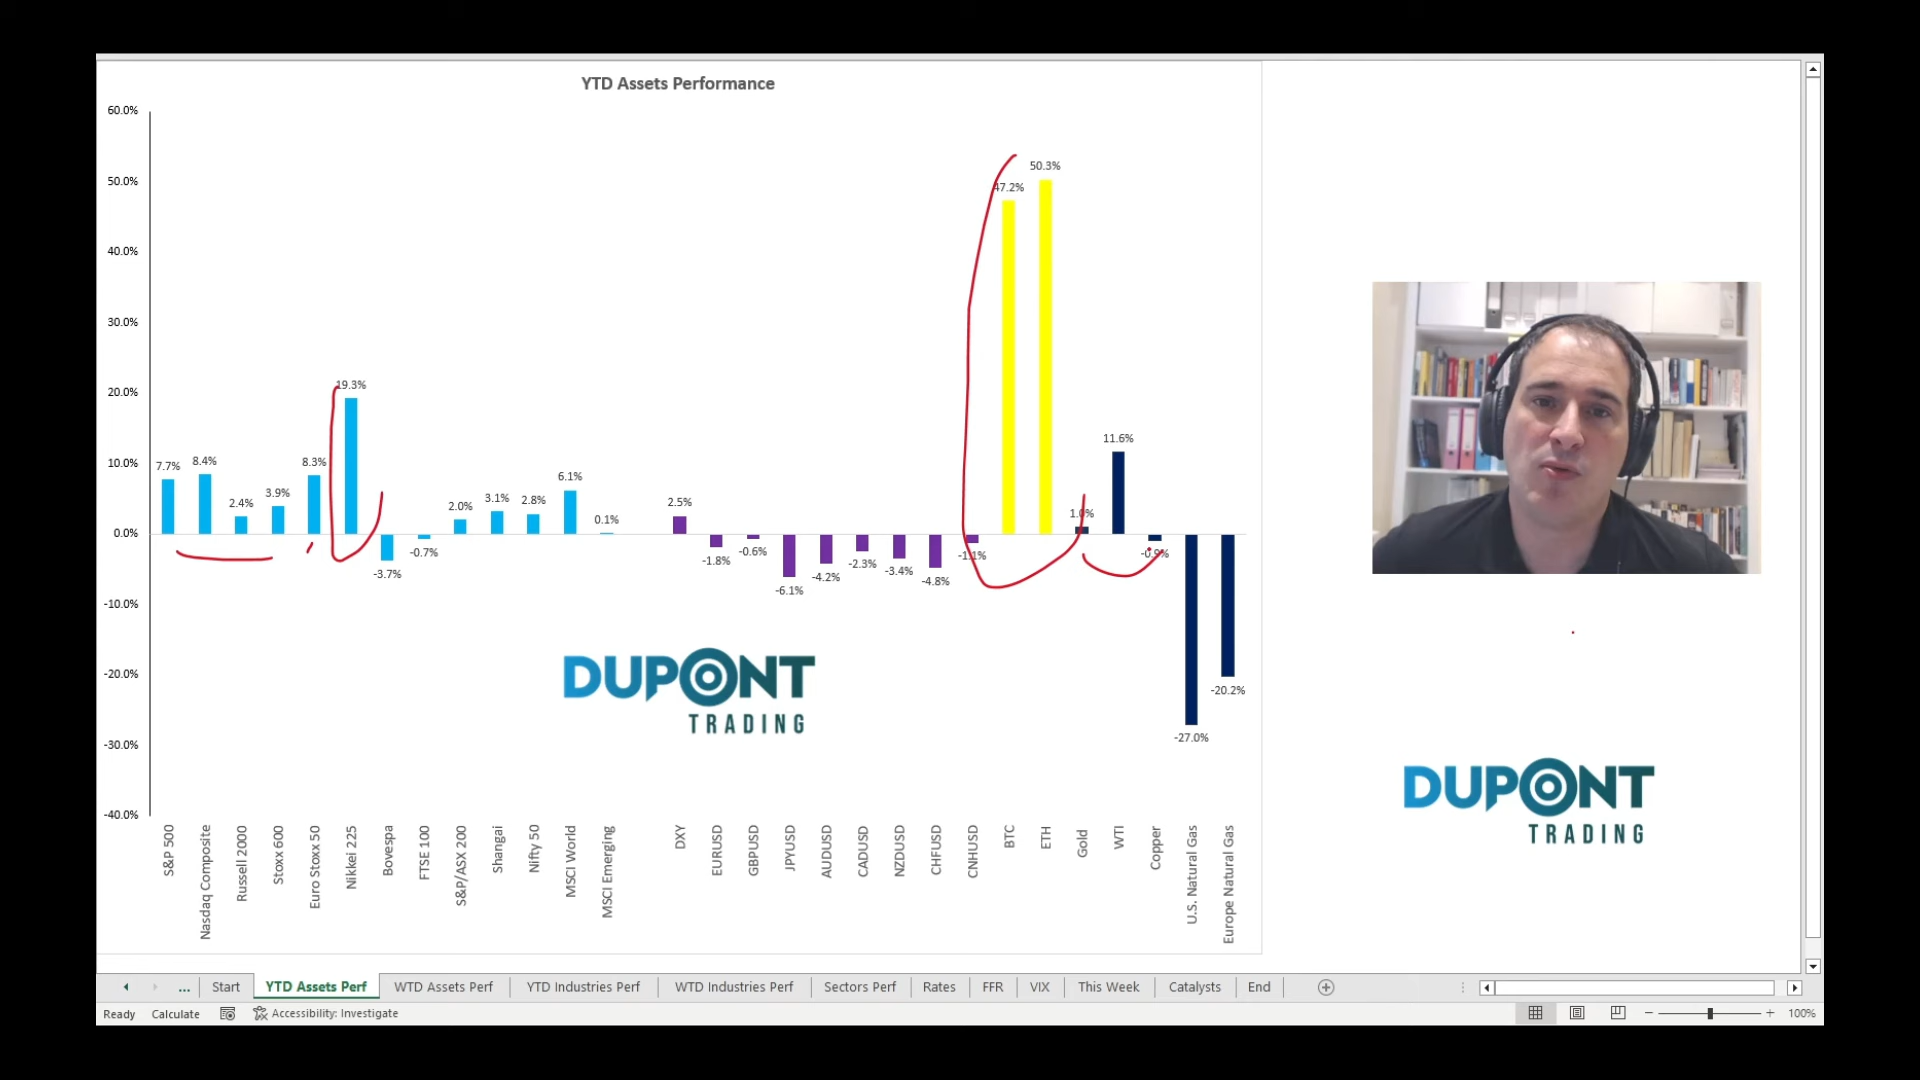 YTD Assets Performance
60.0%
50.0%
40.0%
30.0%
20.0%
10.0%
0.0%
-10.0%
-20.0%
-30.0%
-40.0%
7.7%
8.4%
2.4%
3.9%
8.3%
19.3%
-3.7%
-0.7%
2.0%
3.1%
2.8%
6.1%
0.1%
2.5%
-1.8%
-0.6%
-6.1%
-4.2%
-2.3%
-3.4%
-4.8%
-1.1%
47.2%
50.3%
1.0%
11.6%
-0.9%
-27.0%
-20.2%
S&P 500
Nasdaq Composite
Russell 2000
Stoxx 600
Euro Stoxx 50
Nikkei 225
Bovespa
FTSE 100
S&P/ASX 200
Shangai
Nifty 50
MSCI World
MSCI Emerging
DXY
EURUSD
GBPUSD
JPYUSD
AUDUSD
CADUSD
NZDUSD
CHFUSD
CNHUSD
BTC
ETH
Gold
WTI
Copper
U.S. Natural Gas
Europe Natural Gas
DUPONT
TRADING
DUPONT
TRADING
... Start YTD Assets Perf WTD Assets Perf YTD Industries Perf WTD Industries Perf Sectors Perf Rates FFR VIX This Week Catalysts End
Ready Calculate Accessibility: Investigate 100%